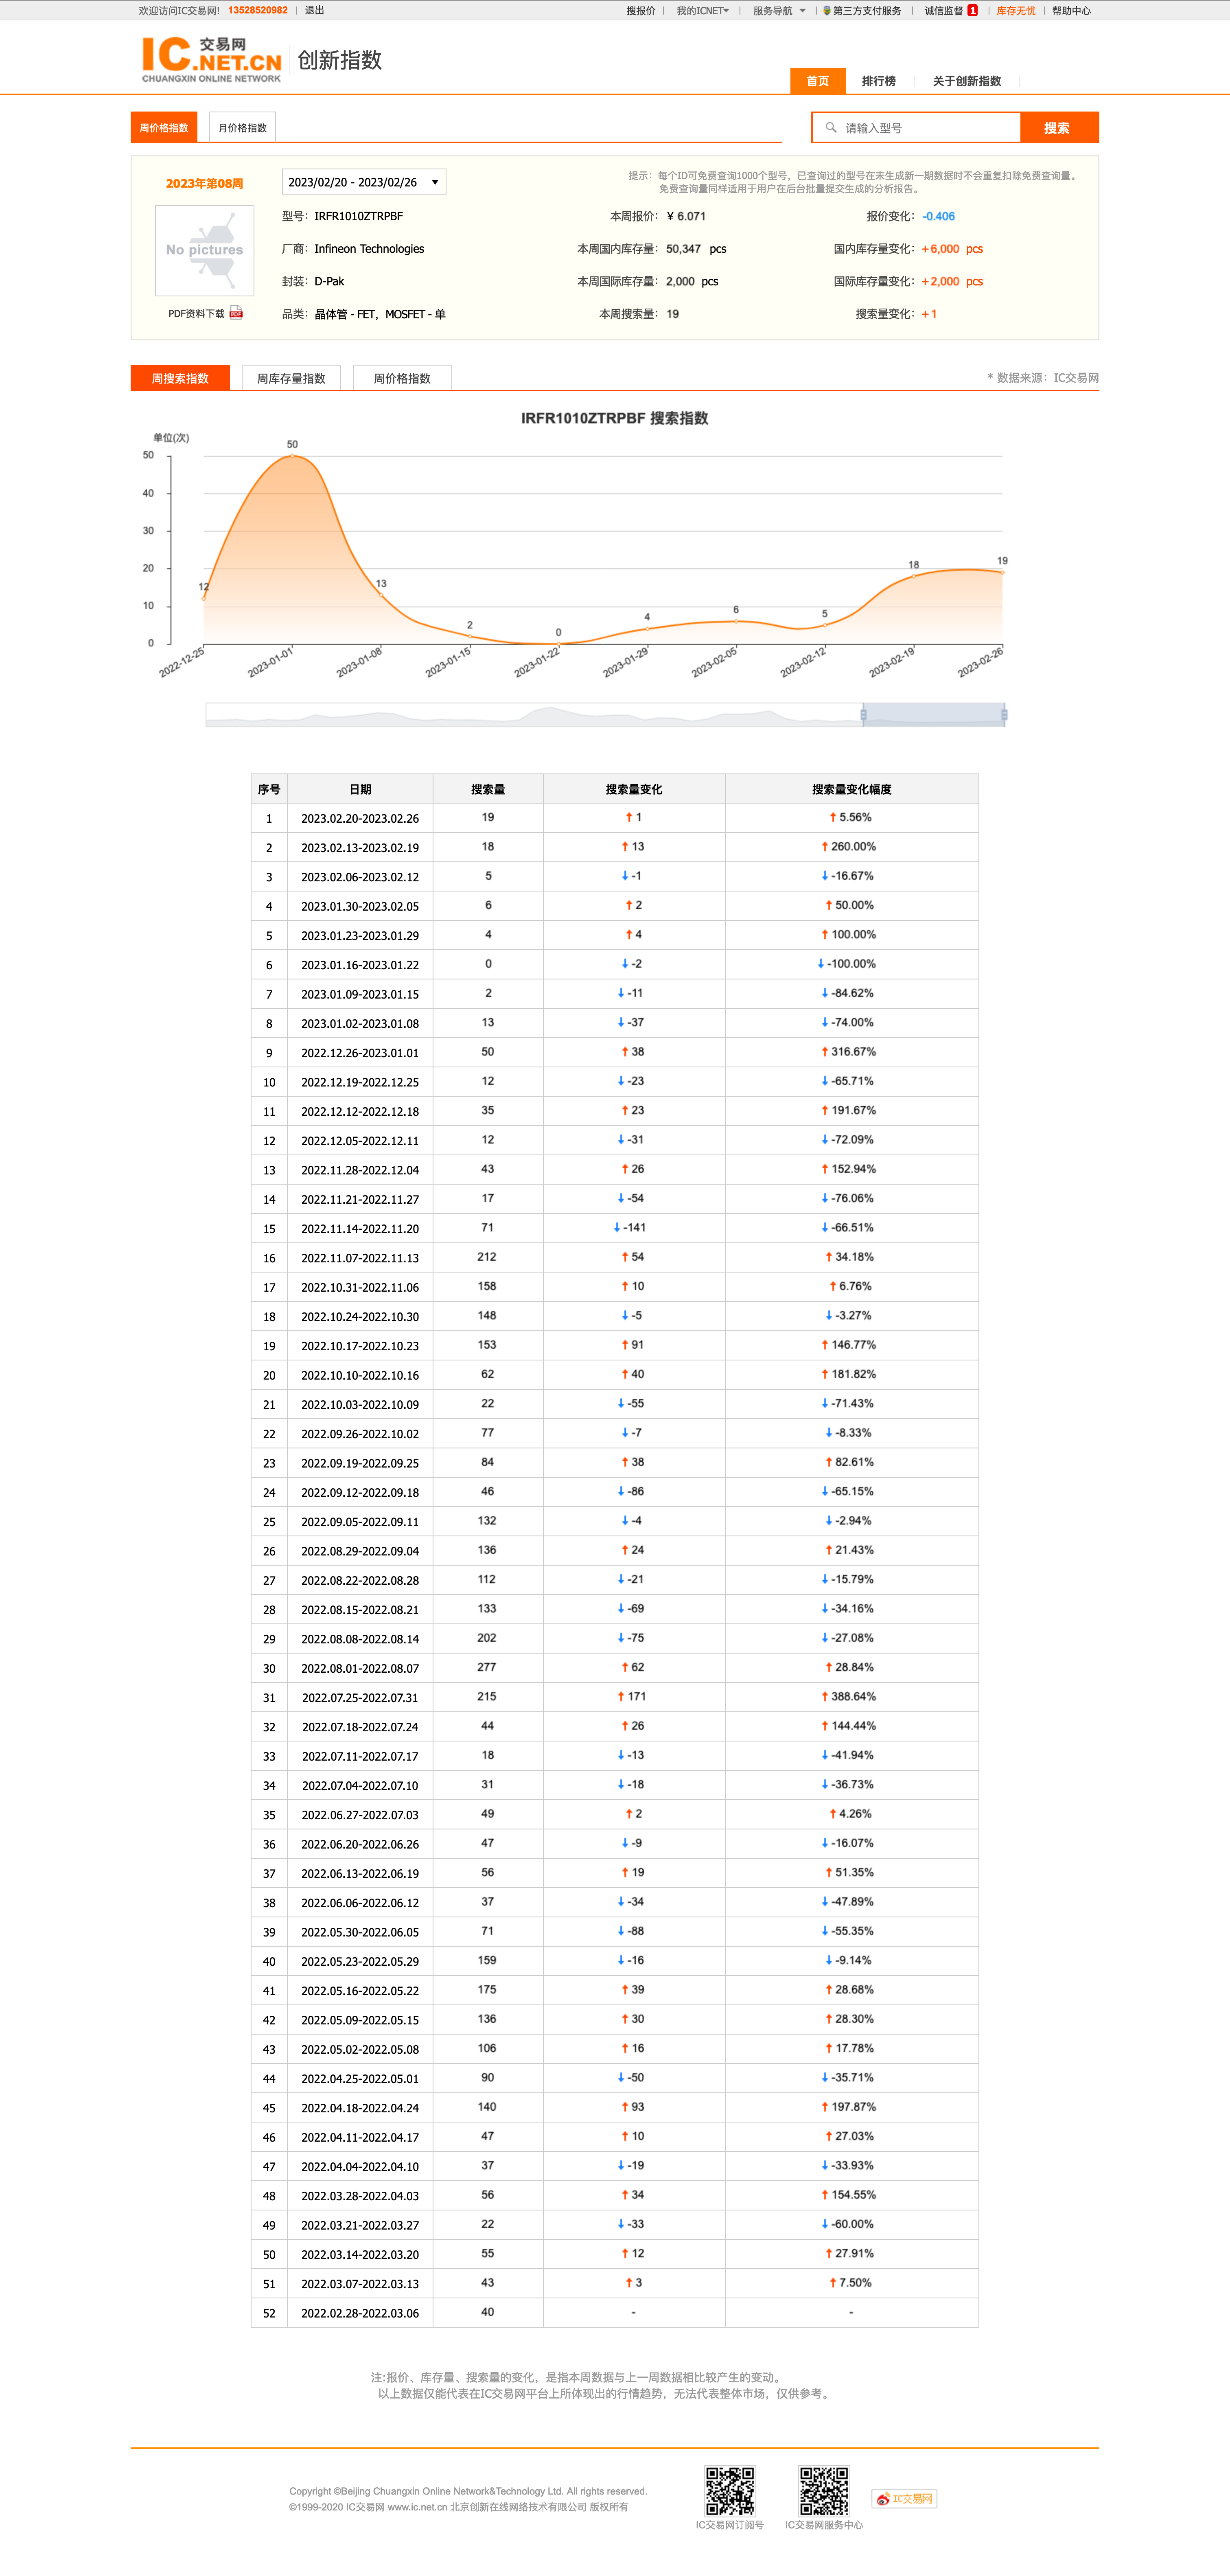 欢迎访问IC交易网! 13528520982 | 退出 搜报价 | 我的ICNET | 服务导航 | 第三方支付服务 | 诚信监督 1 | 库存无忧 | 帮助中心
IC 交易网 .NET.CN
CHUANGXIN ONLINE NETWORK
创新指数
首页 排行榜 关于创新指数
周价格指数 月价格指数 请输入型号 搜索
2023年第08周 2023/02/20 - 2023/02/26
提示: 每个ID可免费查询1000个型号, 已查询过的型号在未生成新一期数据时不会重复扣除免费查询量。
免费查询量同样适用于用户在后台批量提交生成的分析报告。
No pictures
PDF资料下载 PDF
型号: IRFR1010ZTRPBF 本周报价: ¥ 6.071 报价变化: -0.406
厂商: Infineon Technologies 本周国内库存量: 50,347 pcs 国内库存量变化: +6,000 pcs
封装: D-Pak 本周国际库存量: 2,000 pcs 国际库存量变化: +2,000 pcs
品类: 晶体管 - FET, MOSFET - 单 本周搜索量: 19 搜索量变化: +1
周搜索指数 周库存量指数 周价格指数 * 数据来源: IC交易网
IRFR1010ZTRPBF 搜索指数
单位(次)
50
40
30
20
10
0
12 50 13 2 0 4 6 5 18 19
2022-12-25 2023-01-01 2023-01-08 2023-01-15 2023-01-22 2023-01-29 2023-02-05 2023-02-12 2023-02-19 2023-02-26
序号 日期 搜索量 搜索量变化 搜索量变化幅度
1 2023.02.20-2023.02.26 19 ↑ 1 ↑ 5.56%
2 2023.02.13-2023.02.19 18 ↑ 13 ↑ 260.00%
3 2023.02.06-2023.02.12 5 ↓ -1 ↓ -16.67%
4 2023.01.30-2023.02.05 6 ↑ 2 ↑ 50.00%
5 2023.01.23-2023.01.29 4 ↑ 4 ↑ 100.00%
6 2023.01.16-2023.01.22 0 ↓ -2 ↓ -100.00%
7 2023.01.09-2023.01.15 2 ↓ -11 ↓ -84.62%
8 2023.01.02-2023.01.08 13 ↓ -37 ↓ -74.00%
9 2022.12.26-2023.01.01 50 ↑ 38 ↑ 316.67%
10 2022.12.19-2022.12.25 12 ↓ -23 ↓ -65.71%
11 2022.12.12-2022.12.18 35 ↑ 23 ↑ 191.67%
12 2022.12.05-2022.12.11 12 ↓ -31 ↓ -72.09%
13 2022.11.28-2022.12.04 43 ↑ 26 ↑ 152.94%
14 2022.11.21-2022.11.27 17 ↓ -54 ↓ -76.06%
15 2022.11.14-2022.11.20 71 ↓ -141 ↓ -66.51%
16 2022.11.07-2022.11.13 212 ↑ 54 ↑ 34.18%
17 2022.10.31-2022.11.06 158 ↑ 10 ↑ 6.76%
18 2022.10.24-2022.10.30 148 ↓ -5 ↓ -3.27%
19 2022.10.17-2022.10.23 153 ↑ 91 ↑ 146.77%
20 2022.10.10-2022.10.16 62 ↑ 40 ↑ 181.82%
21 2022.10.03-2022.10.09 22 ↓ -55 ↓ -71.43%
22 2022.09.26-2022.10.02 77 ↓ -7 ↓ -8.33%
23 2022.09.19-2022.09.25 84 ↑ 38 ↑ 82.61%
24 2022.09.12-2022.09.18 46 ↓ -86 ↓ -65.15%
25 2022.09.05-2022.09.11 132 ↓ -4 ↓ -2.94%
26 2022.08.29-2022.09.04 136 ↑ 24 ↑ 21.43%
27 2022.08.22-2022.08.28 112 ↓ -21 ↓ -15.79%
28 2022.08.15-2022.08.21 133 ↓ -69 ↓ -34.16%
29 2022.08.08-2022.08.14 202 ↓ -75 ↓ -27.08%
30 2022.08.01-2022.08.07 277 ↑ 62 ↑ 28.84%
31 2022.07.25-2022.07.31 215 ↑ 171 ↑ 388.64%
32 2022.07.18-2022.07.24 44 ↑ 26 ↑ 144.44%
33 2022.07.11-2022.07.17 18 ↓ -13 ↓ -41.94%
34 2022.07.04-2022.07.10 31 ↓ -18 ↓ -36.73%
35 2022.06.27-2022.07.03 49 ↑ 2 ↑ 4.26%
36 2022.06.20-2022.06.26 47 ↓ -9 ↓ -16.07%
37 2022.06.13-2022.06.19 56 ↑ 19 ↑ 51.35%
38 2022.06.06-2022.06.12 37 ↓ -34 ↓ -47.89%
39 2022.05.30-2022.06.05 71 ↓ -88 ↓ -55.35%
40 2022.05.23-2022.05.29 159 ↓ -16 ↓ -9.14%
41 2022.05.16-2022.05.22 175 ↑ 39 ↑ 28.68%
42 2022.05.09-2022.05.15 136 ↑ 30 ↑ 28.30%
43 2022.05.02-2022.05.08 106 ↑ 16 ↑ 17.78%
44 2022.04.25-2022.05.01 90 ↓ -50 ↓ -35.71%
45 2022.04.18-2022.04.24 140 ↑ 93 ↑ 197.87%
46 2022.04.11-2022.04.17 47 ↑ 10 ↑ 27.03%
47 2022.04.04-2022.04.10 37 ↓ -19 ↓ -33.93%
48 2022.03.28-2022.04.03 56 ↑ 34 ↑ 154.55%
49 2022.03.21-2022.03.27 22 ↓ -33 ↓ -60.00%
50 2022.03.14-2022.03.20 55 ↑ 12 ↑ 27.91%
51 2022.03.07-2022.03.13 43 ↑ 3 ↑ 7.50%
52 2022.02.28-2022.03.06 40 - -
注:报价、库存量、搜索量的变化, 是指本周数据与上一周数据相比较产生的变动。
以上数据仅能代表在IC交易网平台上所体现出的行情趋势, 无法代表整体市场, 仅供参考。
Copyright ©Beijing Chuangxin Online Network&Technology Ltd. All rights reserved.
©1999-2020 IC交易网 www.ic.net.cn 北京创新在线网络技术有限公司 版权所有
IC交易网订阅号 IC交易网服务中心 IC交易网